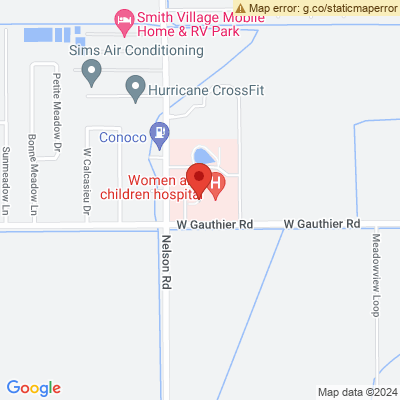 A map error: g.co/staticmaperror
Smith Village Mobile
Home & RV Park
Sims Air Conditioning
Hurricane CrossFit
Petite Meadow Dr
Conoco
Bonne Meadow Ln
Sunmeadow Ln
W Calcasieu Dr
Women a
children hospital
H
W Gauthier Rd
W Gauthier Rd
Nelson Rd
Meadowview Loop
Google
Map data ©2024